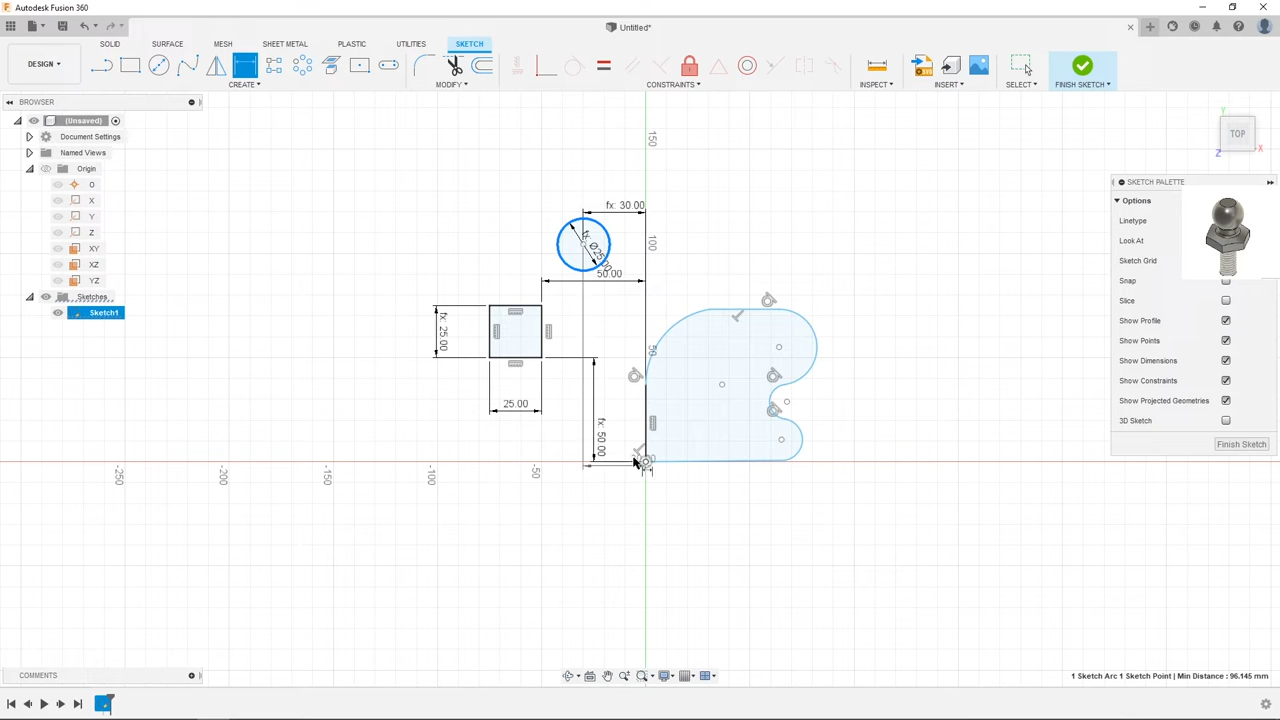 Autodesk Fusion 360
Untitled*
DESIGN
SOLID SURFACE MESH SHEET METAL PLASTIC UTILITIES SKETCH
CREATE MODIFY CONSTRAINTS INSPECT INSERT SELECT FINISH SKETCH
BROWSER
(Unsaved)
Document Settings
Named Views
Origin
O
X
Y
Z
XY
XZ
YZ
Sketches
Sketch1
Y
TOP
X
Z
SKETCH PALETTE
Options
Linetype
Look At
Sketch Grid
Snap
Slice
Show Profile
Show Points
Show Dimensions
Show Constraints
Show Projected Geometries
3D Sketch
Finish Sketch
150
fx: 30.00
100
fx: Ø25.00
50.00
fx: 25.00
50
25.00
fx: 50.00
-250
-200
-150
-100
-50
COMMENTS
1 Sketch Arc 1 Sketch Point | Min Distance : 96.145 mm